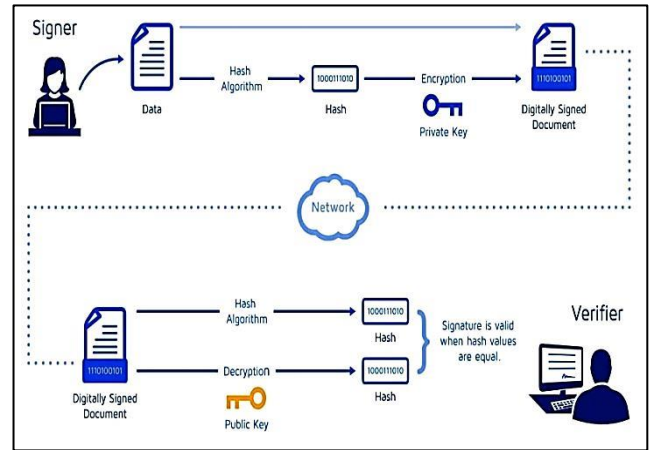 Signer
Data
Hash
Algorithm
1000111010
Hash
Encryption
Private Key
1110100101
Digitally Signed
Document
Network
1110100101
Digitally Signed
Document
Hash
Algorithm
1000111010
Hash
Decryption
Public Key
1000111010
Hash
Signature is valid
when hash values
are equal.
Verifier